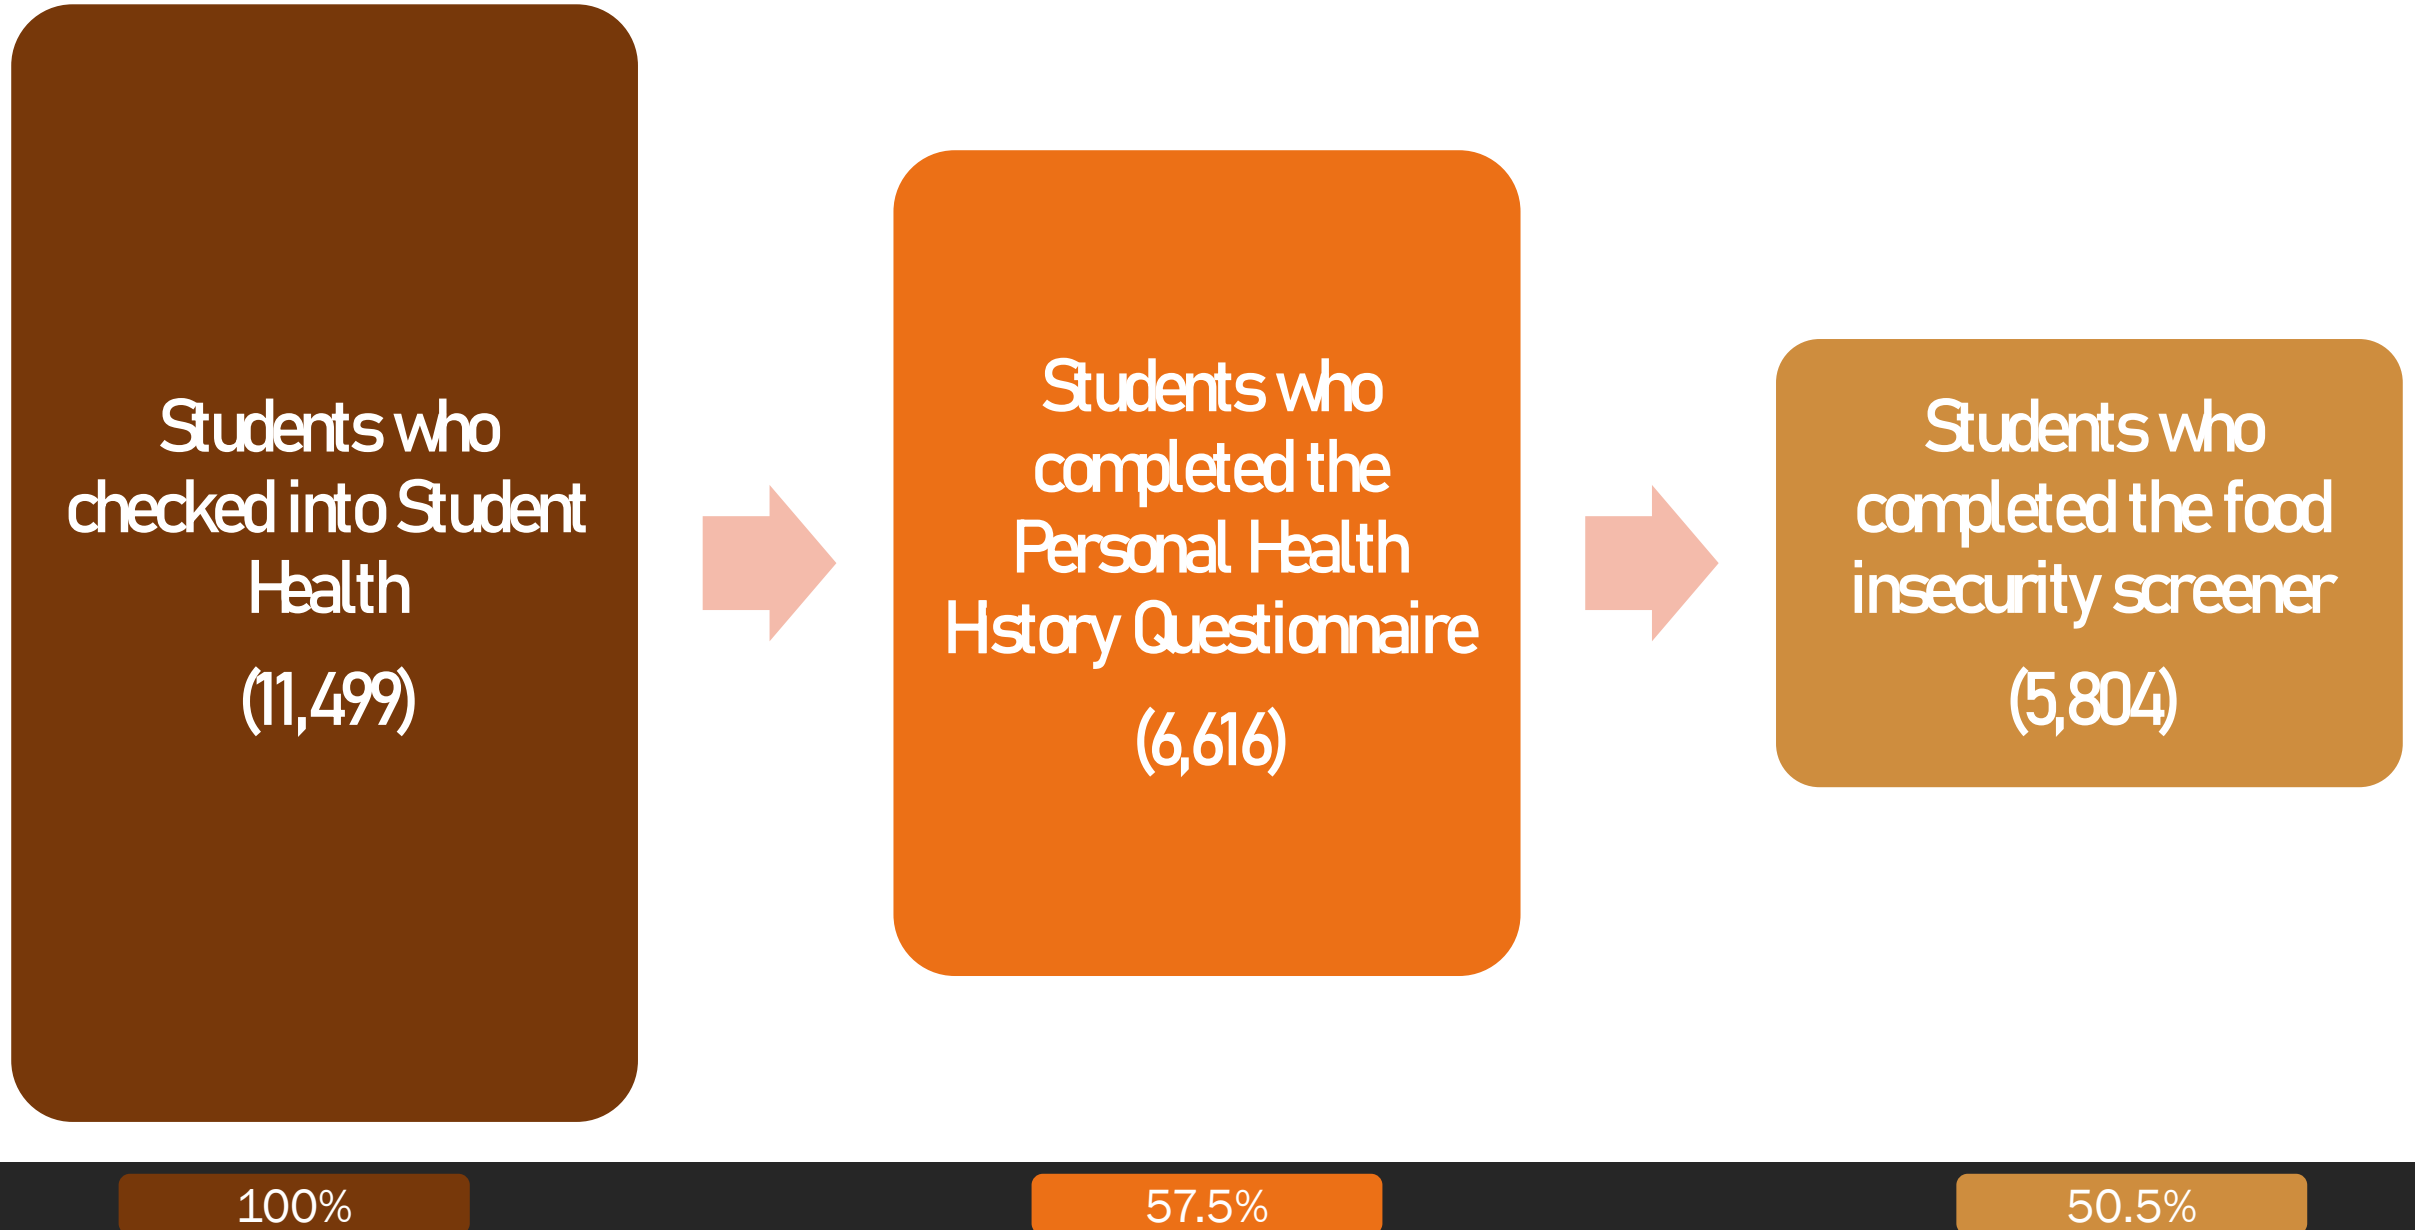 Students who
checked into Student
Health
(11,499)
Students who
completed the
Personal Health
History Questionnaire
(6,616)
Students who
completed the food
insecurity screener
(5,804)
100%
57.5%
50.5%